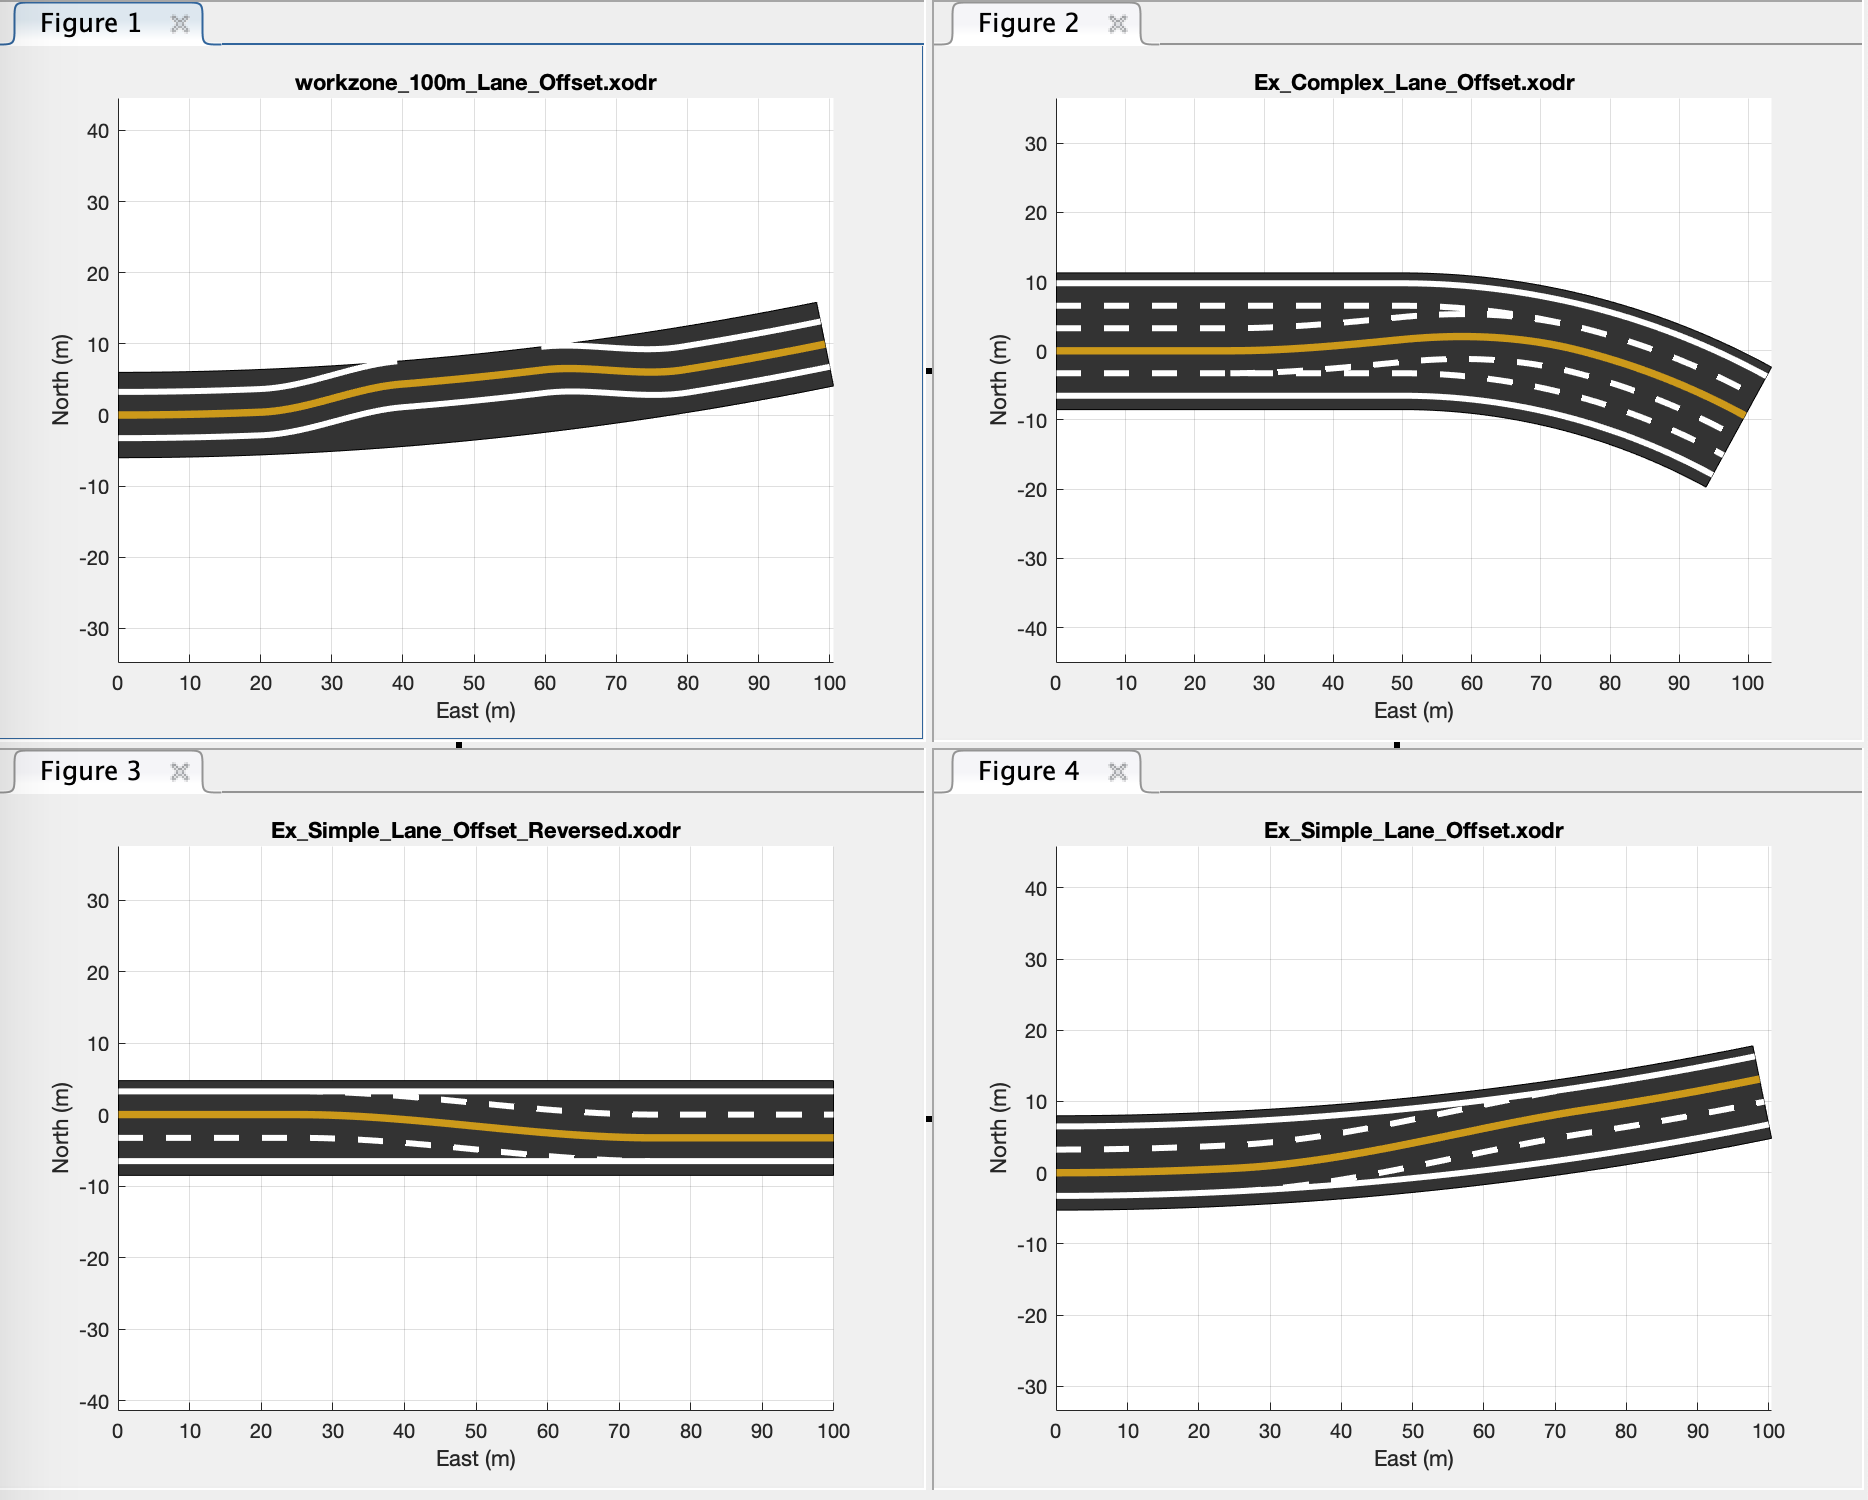 Figure 1
workzone_100m_Lane_Offset.xodr
40
30
20
10
0
-10
-20
-30
North (m)
0 10 20 30 40 50 60 70 80 90 100
East (m)
Figure 2
Ex_Complex_Lane_Offset.xodr
30
20
10
0
-10
-20
-30
-40
North (m)
0 10 20 30 40 50 60 70 80 90 100
East (m)
Figure 3
Ex_Simple_Lane_Offset_Reversed.xodr
30
20
10
0
-10
-20
-30
-40
North (m)
0 10 20 30 40 50 60 70 80 90 100
East (m)
Figure 4
Ex_Simple_Lane_Offset.xodr
40
30
20
10
0
-10
-20
-30
North (m)
0 10 20 30 40 50 60 70 80 90 100
East (m)